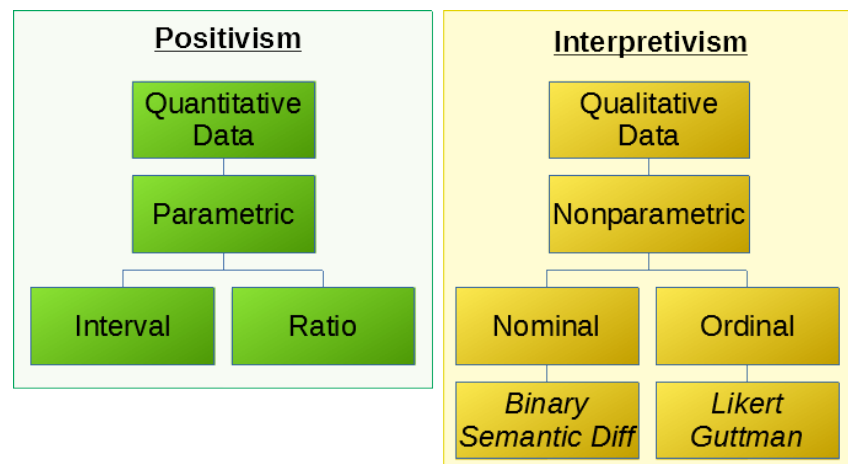 Positivism
Quantitative
Data
Parametric
Interval
Ratio
Interpretivism
Qualitative
Data
Nonparametric
Nominal
Ordinal
Binary
Semantic Diff
Likert
Guttman